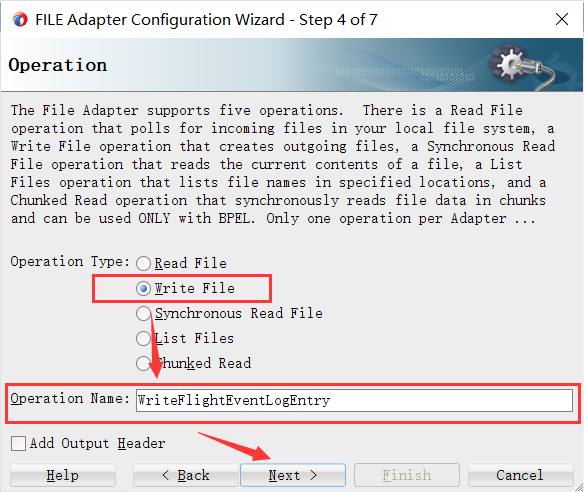 FILE Adapter Configuration Wizard - Step 4 of 7
Operation
The File Adapter supports five operations.  There is a Read File
operation that polls for incoming files in your local file system, a
Write File operation that creates outgoing files, a Synchronous Read
File operation that reads the current contents of a file, a List
Files operation that lists file names in specified locations, and a
Chunked Read operation that synchronously reads file data in chunks
and can be used ONLY with BPEL. Only one operation per Adapter ...
Operation Type: Read File
Write File
Synchronous Read File
List Files
Chunked Read
Operation Name: WriteFlightEventLogEntry
Add Output Header
Help < Back Next > Finish Cancel